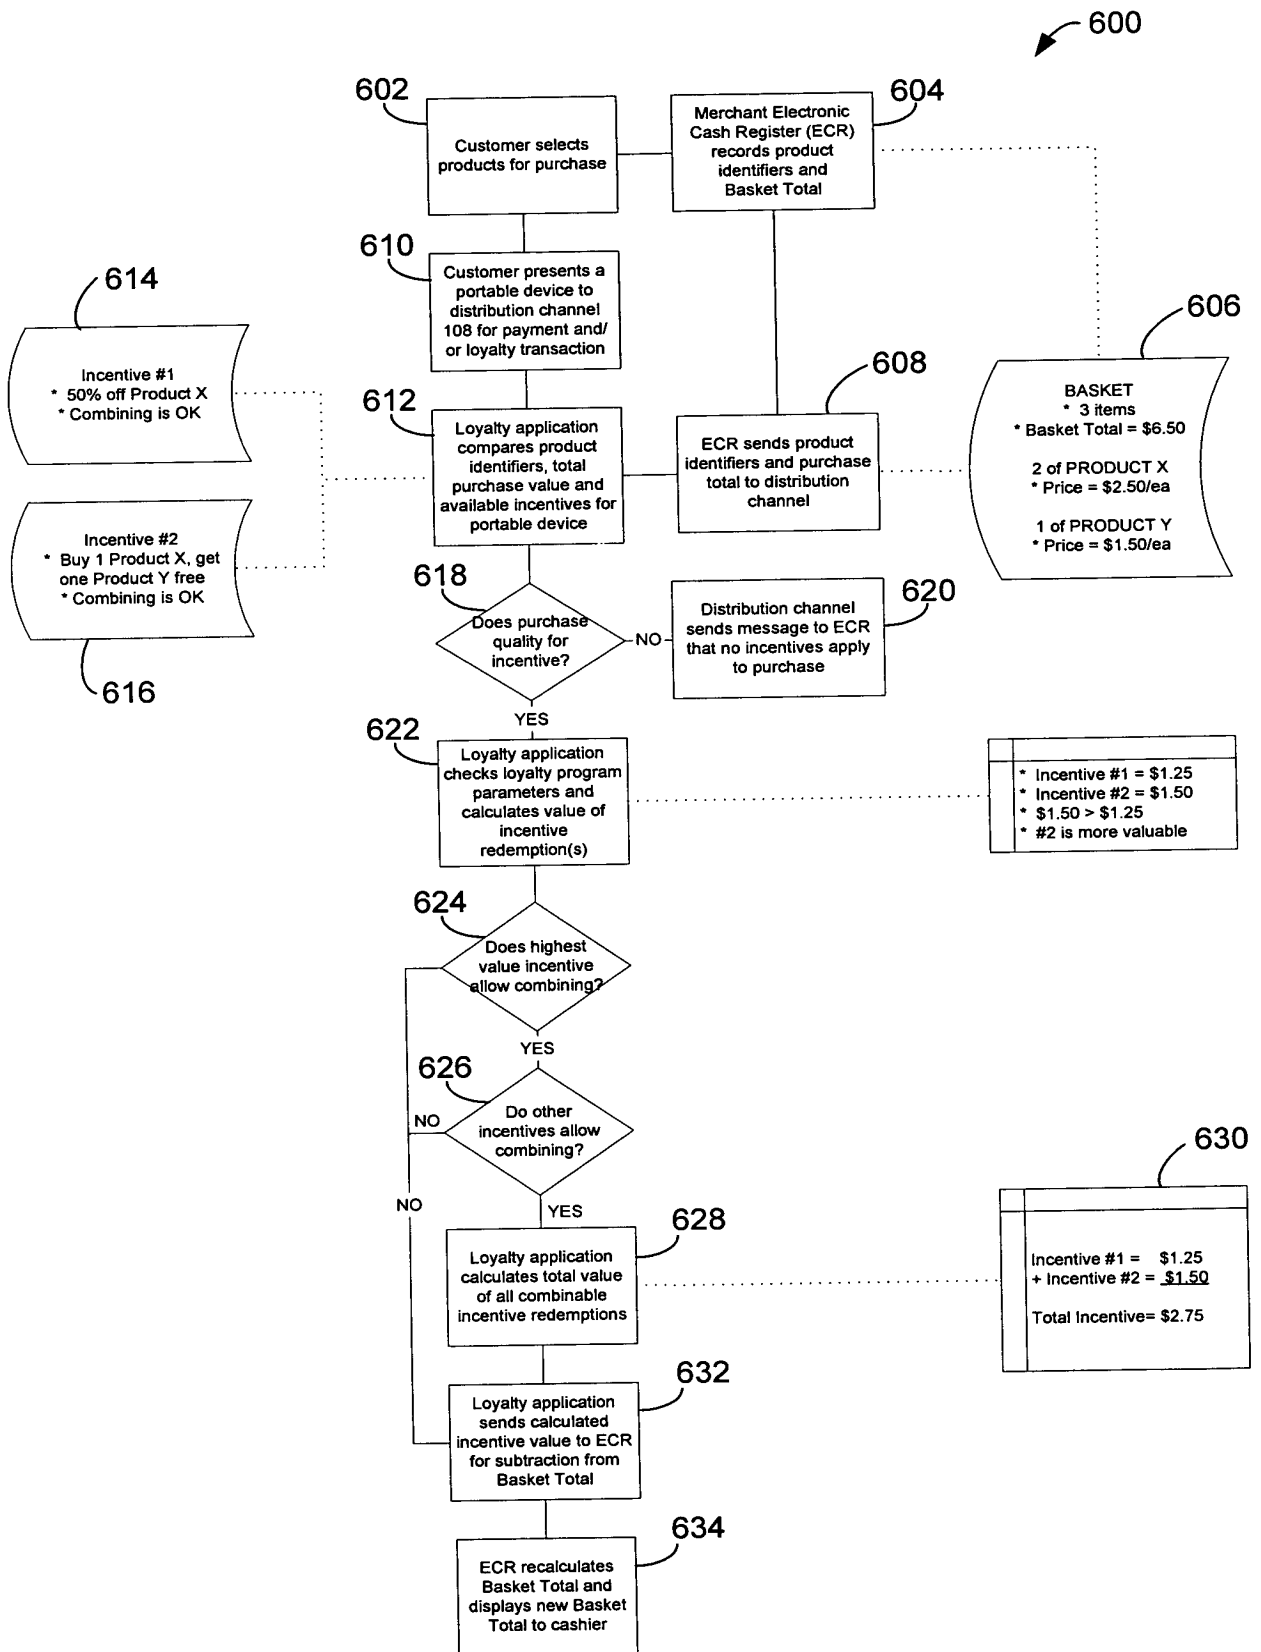 600
602
Customer selects
products for purchase
604
Merchant Electronic
Cash Register (ECR)
records product
identifiers and
Basket Total
610
Customer presents a
portable device to
distribution channel
108 for payment and/
or loyalty transaction
614
Incentive #1
* 50% off Product X
* Combining is OK
606
BASKET
* 3 items
* Basket Total = $6.50
2 of PRODUCT X
* Price = $2.50/ea
1 of PRODUCT Y
* Price = $1.50/ea
612
Loyalty application
compares product
identifiers, total
purchase value and
available incentives for
portable device
608
ECR sends product
identifiers and purchase
total to distribution
channel
Incentive #2
* Buy 1 Product X, get
one Product Y free
* Combining is OK
616
618
Does purchase
quality for
incentive?
NO
620
Distribution channel
sends message to ECR
that no incentives apply
to purchase
YES
622
Loyalty application
checks loyalty program
parameters and
calculates value of
incentive
redemption(s)
* Incentive #1 = $1.25
* Incentive #2 = $1.50
* $1.50 > $1.25
* #2 is more valuable
624
Does highest
value incentive
allow combining?
YES
626
Do other
incentives allow
combining?
NO
NO
YES
628
Loyalty application
calculates total value
of all combinable
incentive redemptions
630
Incentive #1 = $1.25
+ Incentive #2 = $1.50
Total Incentive= $2.75
632
Loyalty application
sends calculated
incentive value to ECR
for subtraction from
Basket Total
634
ECR recalculates
Basket Total and
displays new Basket
Total to cashier